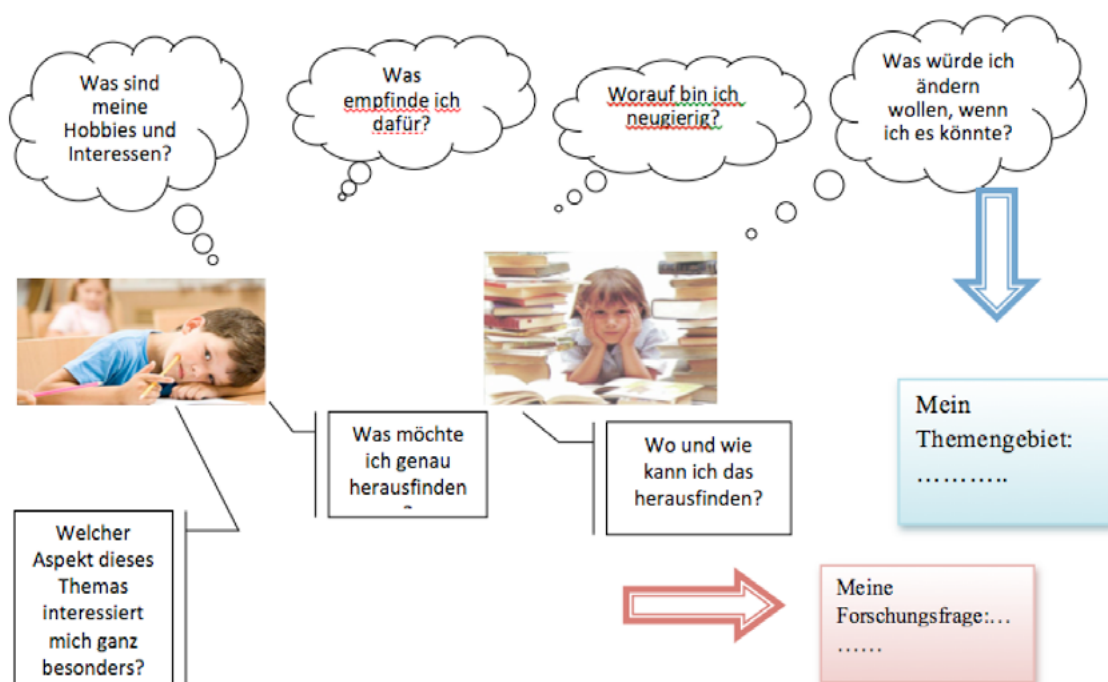 Was sind
meine
Hobbies und
Interessen?
Was
empfinde ich
dafür?
Worauf bin ich
neugierig?
Was würde ich
ändern
wollen, wenn
ich es könnte?
Was möchte
ich genau
herausfinden
?
Wo und wie
kann ich das
herausfinden?
Mein
Themengebiet:
………..
Welcher
Aspekt dieses
Themas
interessiert
mich ganz
besonders?
Meine
Forschungsfrage:…
……